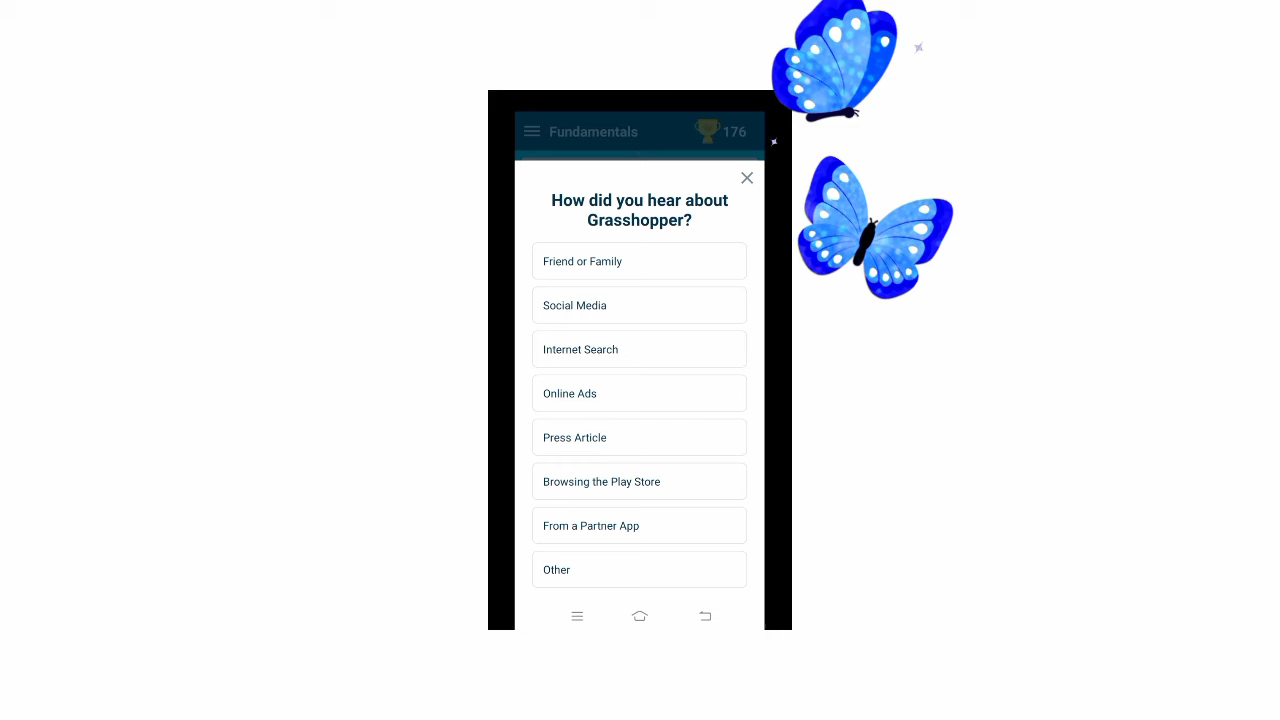 Fundamentals 176
How did you hear about
Grasshopper?
Friend or Family
Social Media
Internet Search
Online Ads
Press Article
Browsing the Play Store
From a Partner App
Other